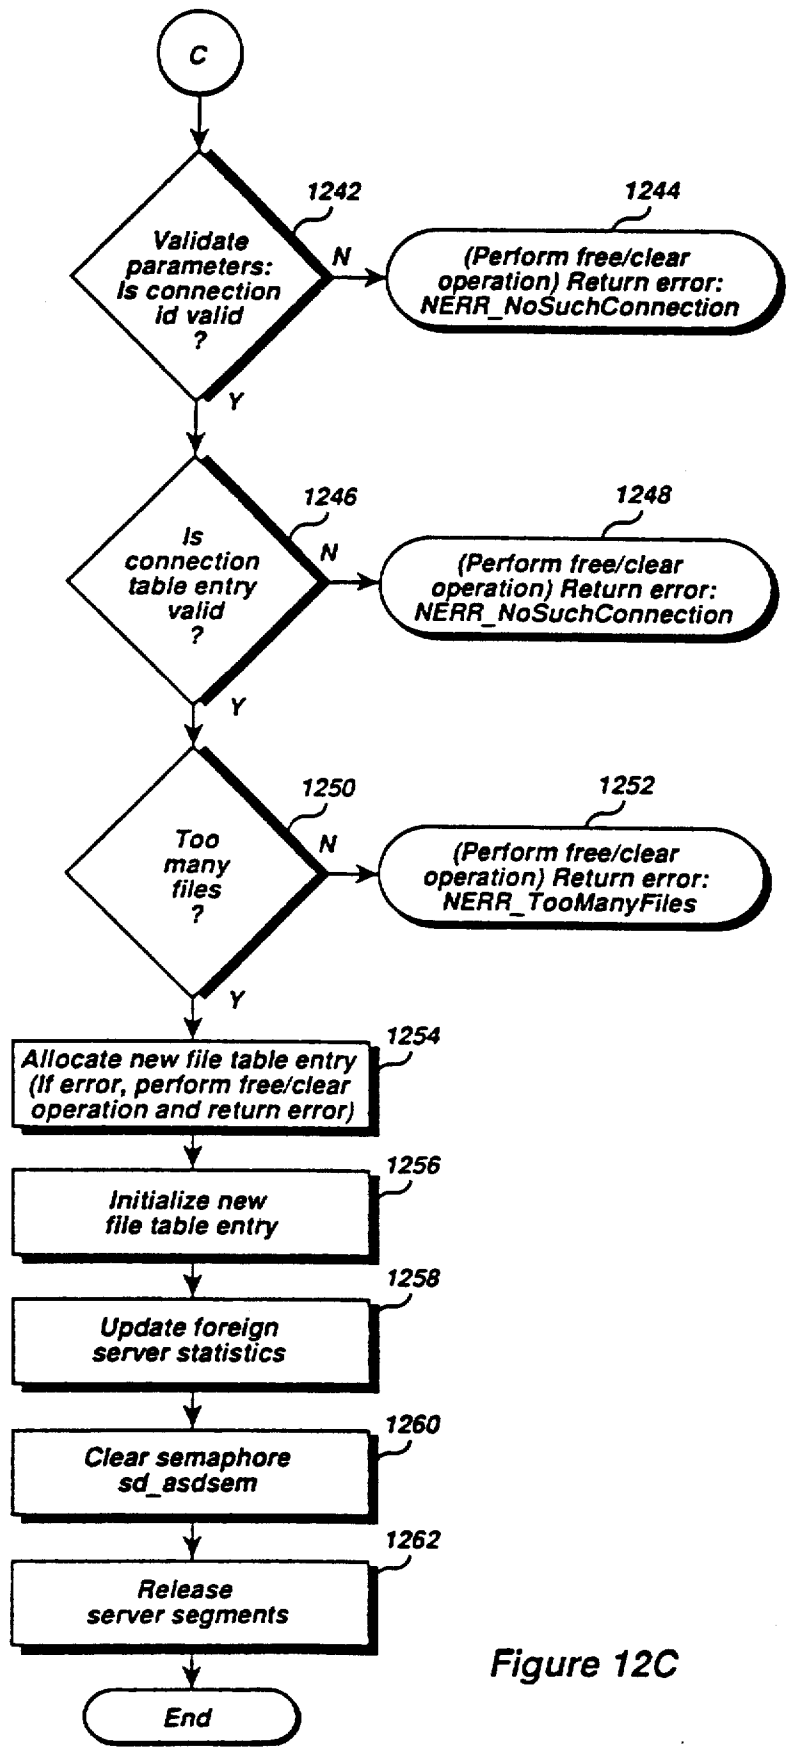 C
1242
Validate
parameters:
Is connection
id valid
?
N
Y
1244
(Perform free/clear
operation) Return error:
NERR_NoSuchConnection
1246
Is
connection
table entry
valid
?
N
Y
1248
(Perform free/clear
operation) Return error:
NERR_NoSuchConnection
1250
Too
many
files
?
N
Y
1252
(Perform free/clear
operation) Return error:
NERR_TooManyFiles
1254
Allocate new file table entry
(If error, perform free/clear
operation and return error)
1256
Initialize new
file table entry
1258
Update foreign
server statistics
1260
Clear semaphore
sd_asdsem
1262
Release
server segments
End
Figure 12C